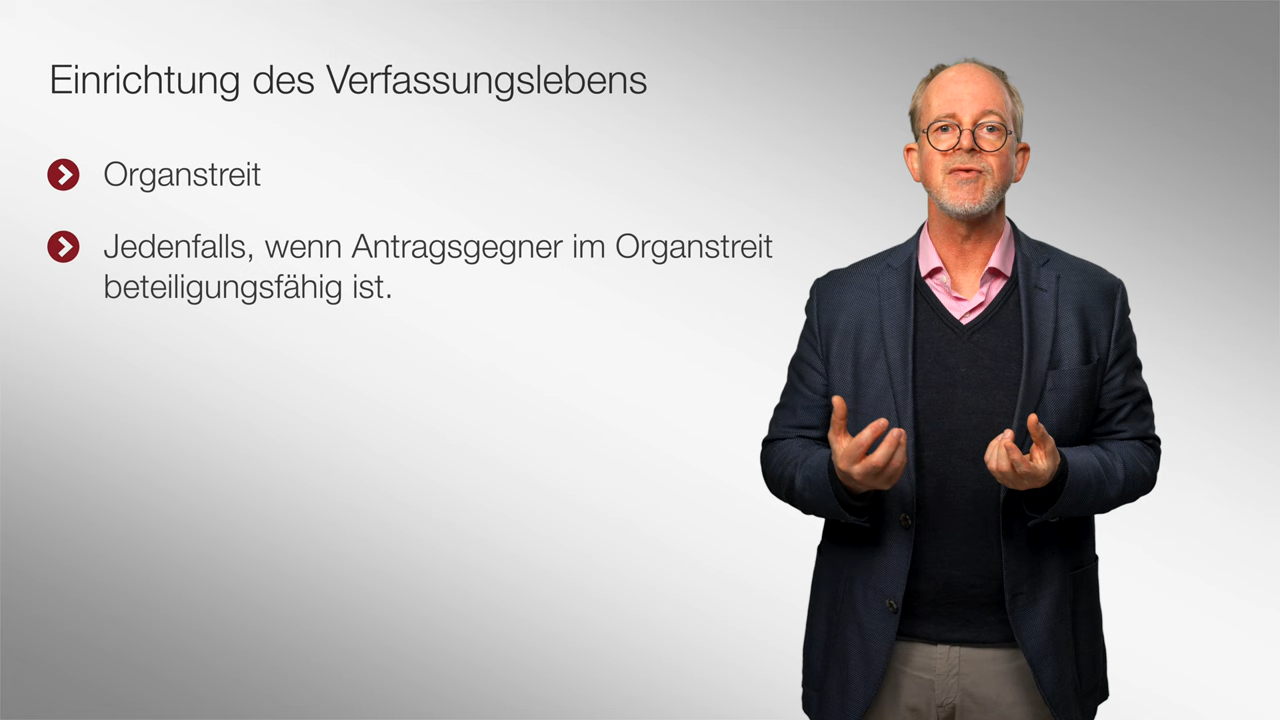 Einrichtung des Verfassungslebens
Organstreit
Jedenfalls, wenn Antragsgegner im Organstreit
beteiligungsfähig ist.